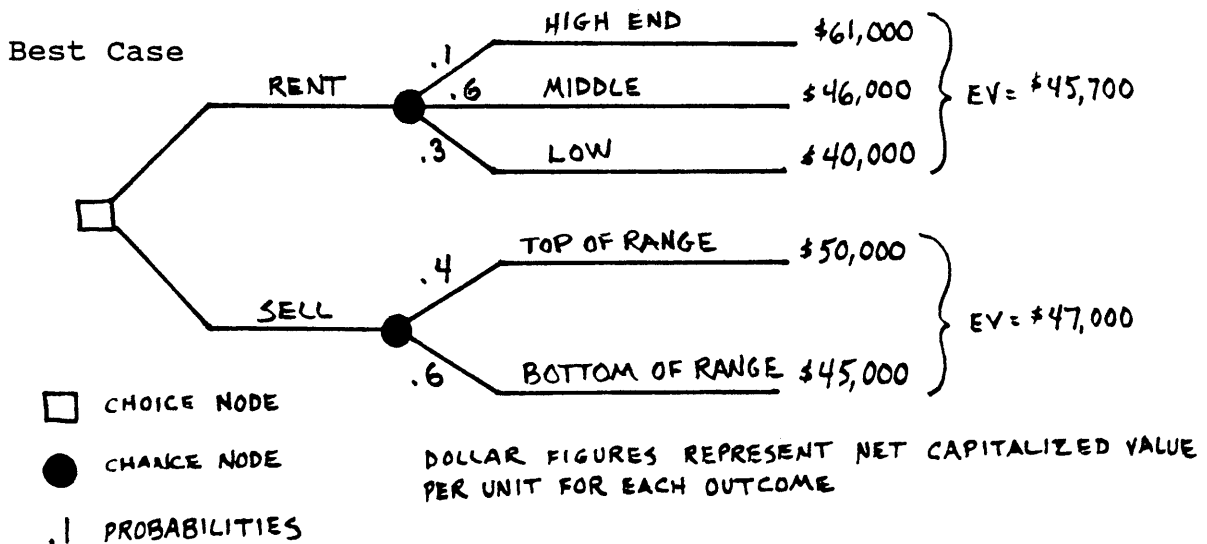 Best Case
RENT
.1
HIGH END
$61,000
.6
MIDDLE
$46,000
EV= $45,700
.3
LOW
$40,000
SELL
.4
TOP OF RANGE
$50,000
EV= $47,000
.6
BOTTOM OF RANGE
$45,000
CHOICE NODE
CHANCE NODE
.1 PROBABILITIES
DOLLAR FIGURES REPRESENT NET CAPITALIZED VALUE
PER UNIT FOR EACH OUTCOME